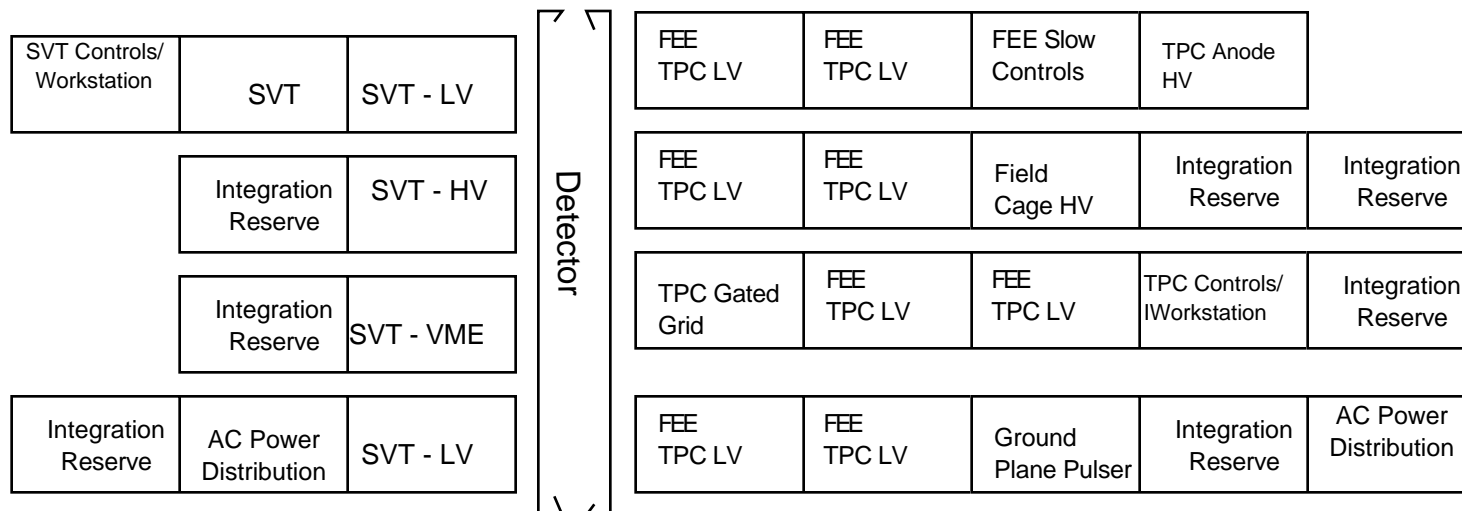 SVT Controls/
Workstation
SVT
SVT - LV
Integration
Reserve
SVT - HV
Integration
Reserve
SVT - VME
Integration
Reserve
AC Power
Distribution
SVT - LV
Detector
FEE
TPC LV
FEE
TPC LV
FEE Slow
Controls
TPC Anode
HV
FEE
TPC LV
FEE
TPC LV
Field
Cage HV
Integration
Reserve
Integration
Reserve
TPC Gated
Grid
FEE
TPC LV
FEE
TPC LV
TPC Controls/
IWorkstation
Integration
Reserve
FEE
TPC LV
FEE
TPC LV
Ground
Plane Pulser
Integration
Reserve
AC Power
Distribution